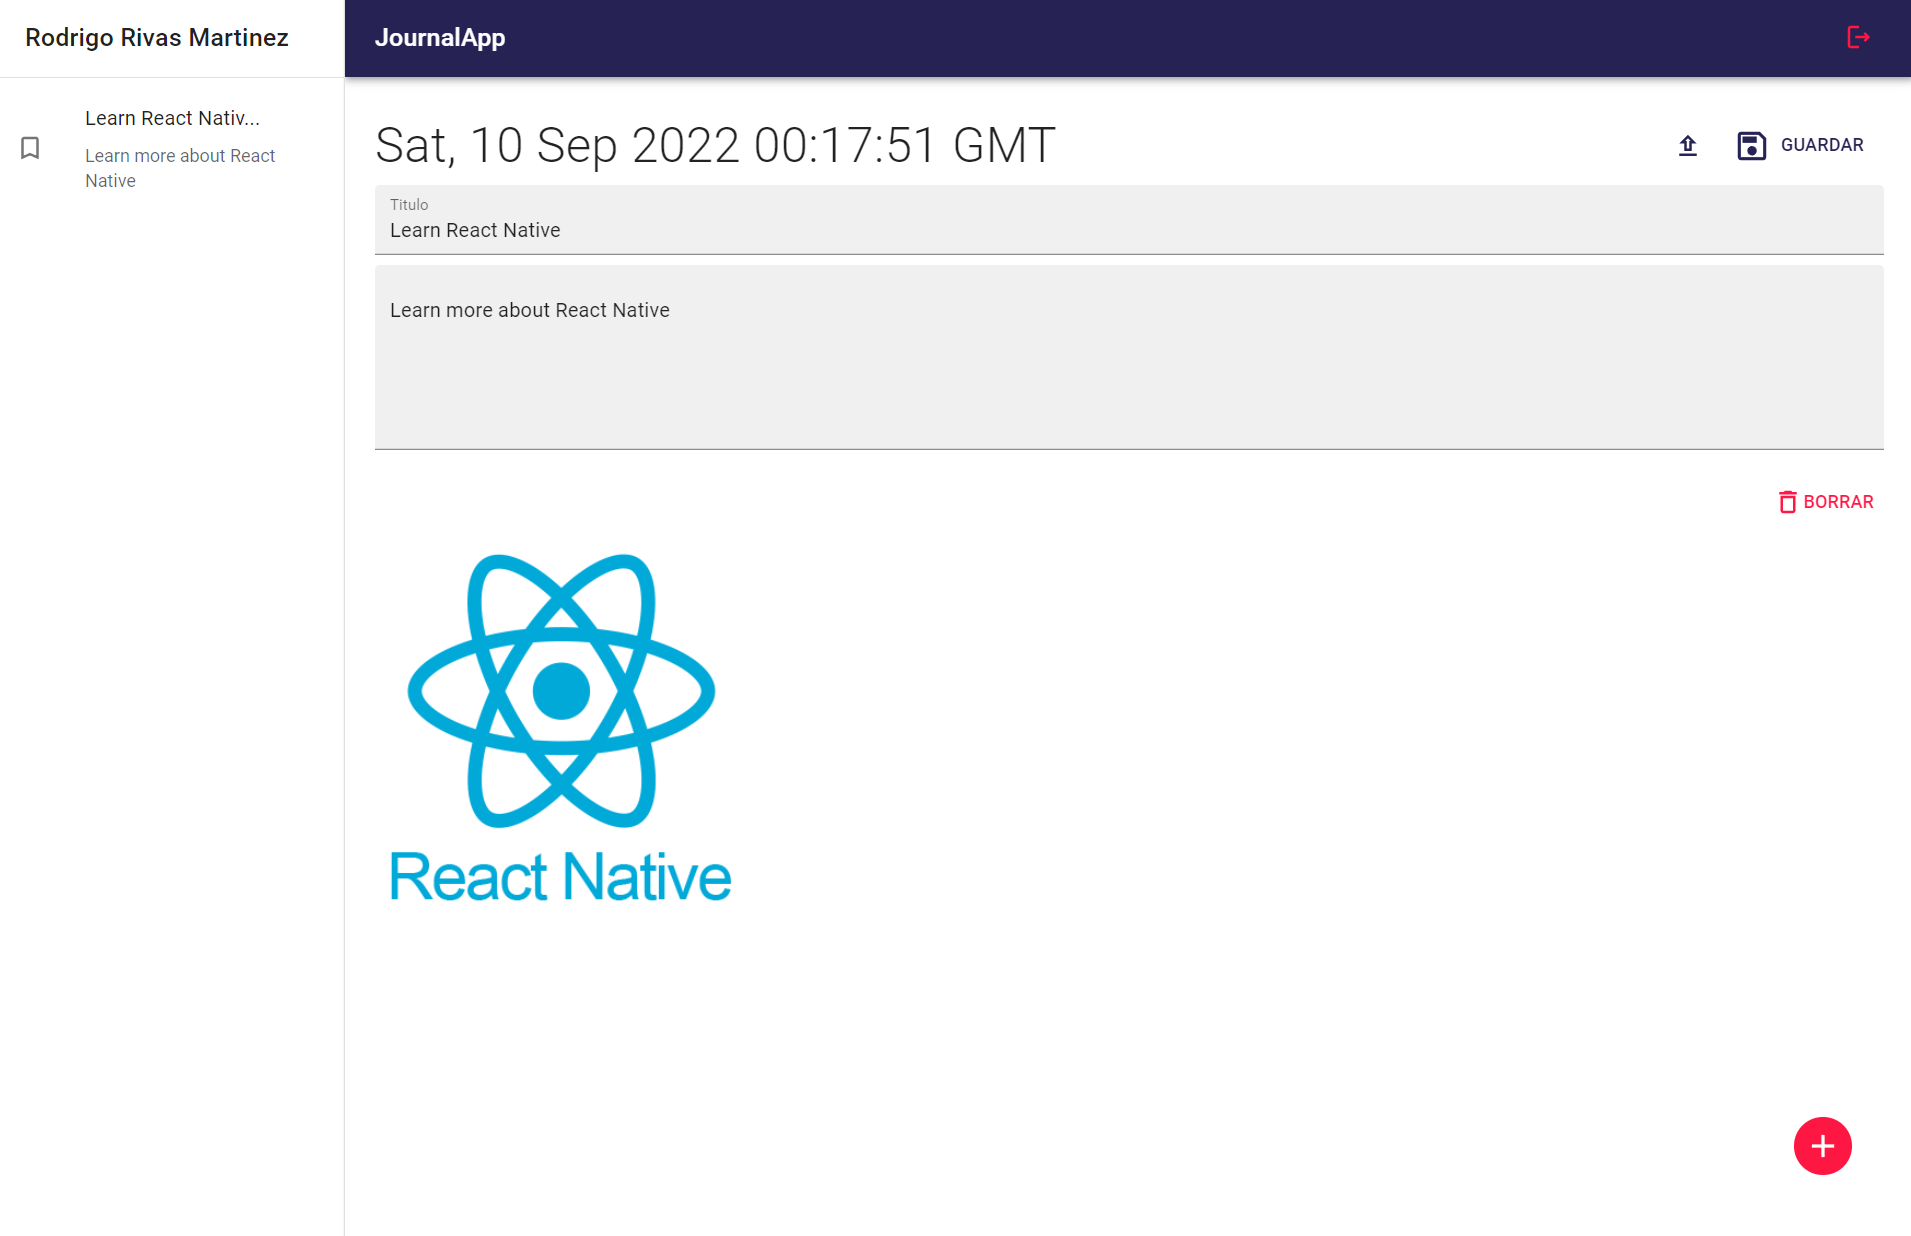 Rodrigo Rivas Martinez
JournalApp
Learn React Nativ...
Learn more about React
Native
Sat, 10 Sep 2022 00:17:51 GMT
GUARDAR
Titulo
Learn React Native
Learn more about React Native
BORRAR
React Native